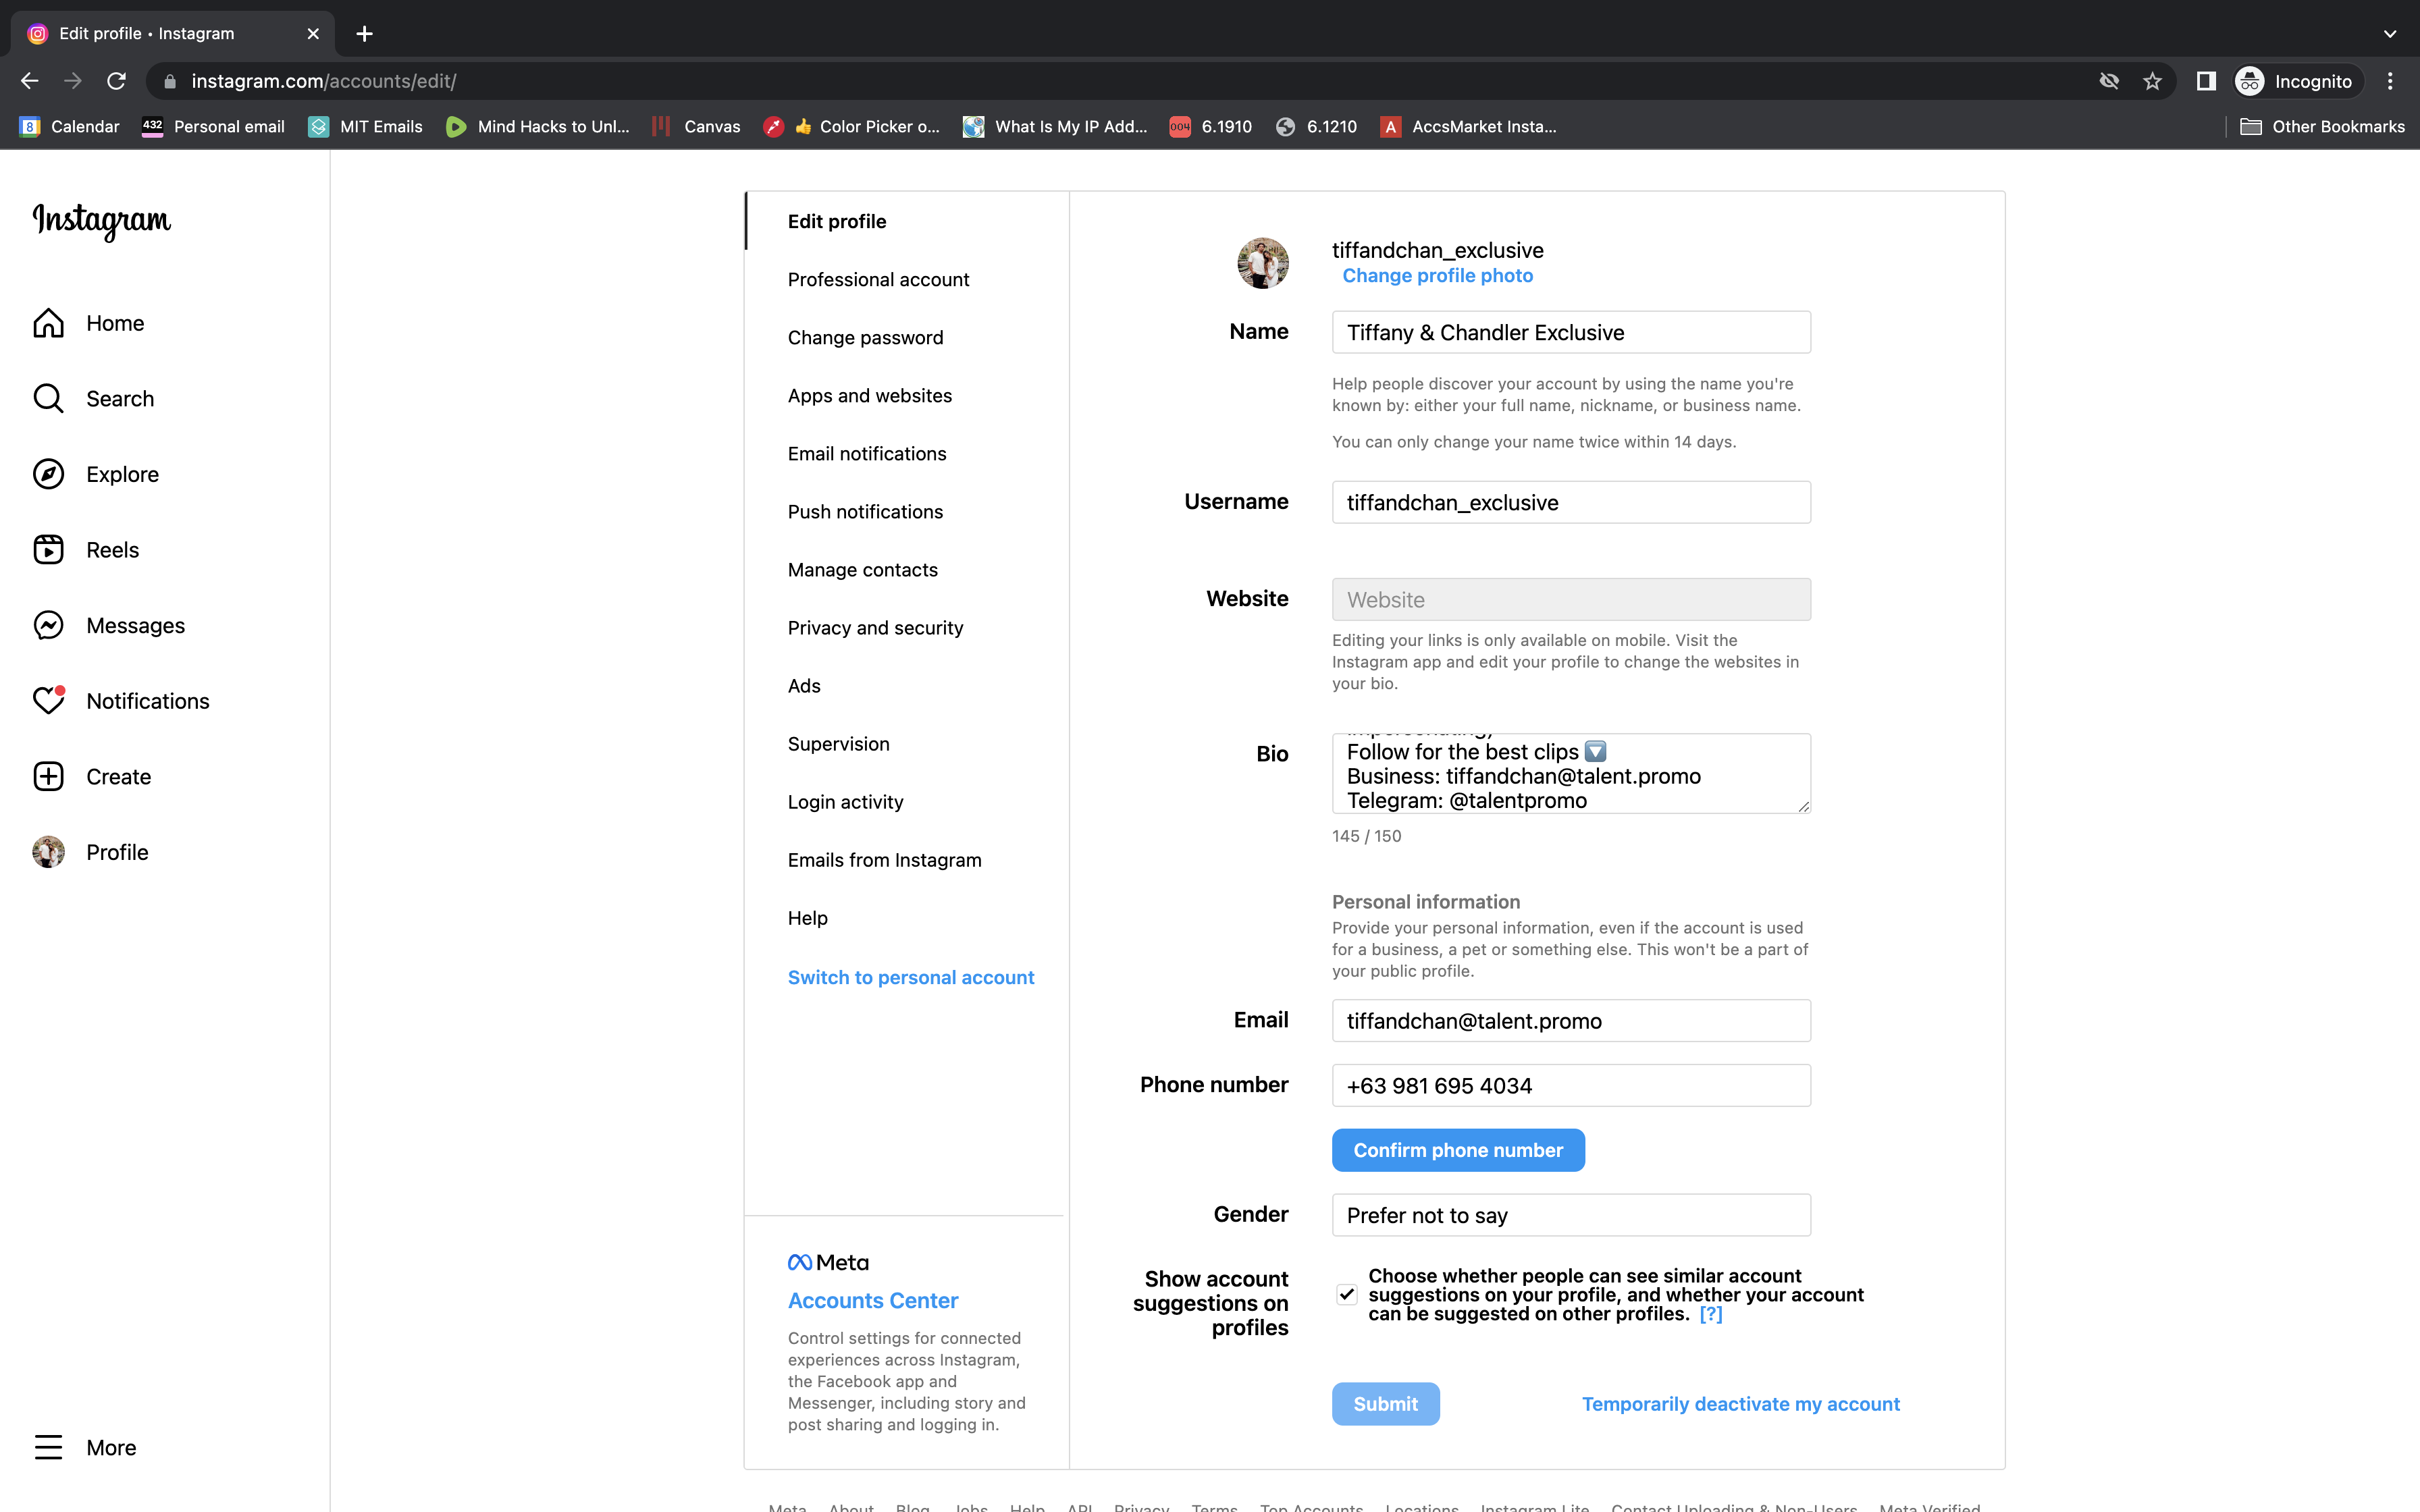 Edit profile • Instagram
instagram.com/accounts/edit/
Incognito
8 Calendar
432 Personal email
MIT Emails
Mind Hacks to Unl...
Canvas
👍 Color Picker o...
What Is My IP Add...
004 6.1910
6.1210
A AccsMarket Insta...
Other Bookmarks
Instagram
Home
Search
Explore
Reels
Messages
Notifications
Create
Profile
More
Edit profile
Professional account
Change password
Apps and websites
Email notifications
Push notifications
Manage contacts
Privacy and security
Ads
Supervision
Login activity
Emails from Instagram
Help
Switch to personal account
Meta
Accounts Center
Control settings for connected
experiences across Instagram,
the Facebook app and
Messenger, including story and
post sharing and logging in.
tiffandchan_exclusive
Change profile photo
Name
Tiffany & Chandler Exclusive
Help people discover your account by using the name you're
known by: either your full name, nickname, or business name.
You can only change your name twice within 14 days.
Username
tiffandchan_exclusive
Website
Website
Editing your links is only available on mobile. Visit the
Instagram app and edit your profile to change the websites in
your bio.
Bio
impersonating)
Follow for the best clips 🔽
Business: tiffandchan@talent.promo
Telegram: @talentpromo
145 / 150
Personal information
Provide your personal information, even if the account is used
for a business, a pet or something else. This won't be a part of
your public profile.
Email
tiffandchan@talent.promo
Phone number
+63 981 695 4034
Confirm phone number
Gender
Prefer not to say
Show account
suggestions on
profiles
Choose whether people can see similar account
suggestions on your profile, and whether your account
can be suggested on other profiles. [?]
Submit
Temporarily deactivate my account
Meta About Blog Jobs Help API Privacy Terms Top Accounts Locations Instagram Lite Contact Uploading & Non-Users Meta Verified